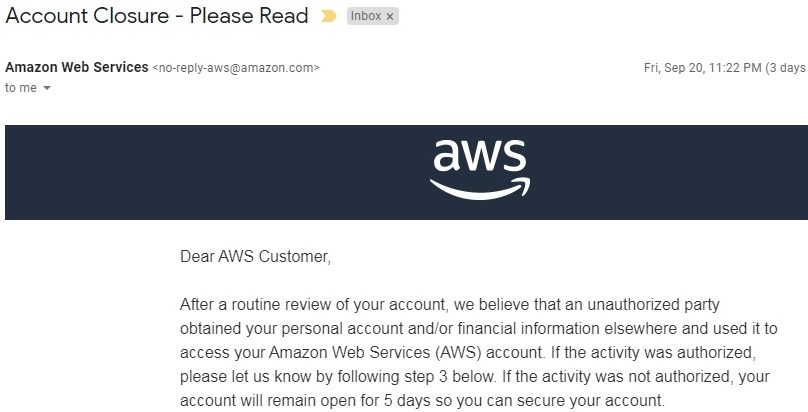 Account Closure - Please Read Inbox x
Amazon Web Services <no-reply-aws@amazon.com> Fri, Sep 20, 11:22 PM (3 days
to me
aws
Dear AWS Customer,
After a routine review of your account, we believe that an unauthorized party
obtained your personal account and/or financial information elsewhere and used it to
access your Amazon Web Services (AWS) account. If the activity was authorized,
please let us know by following step 3 below. If the activity was not authorized, your
account will remain open for 5 days so you can secure your account.